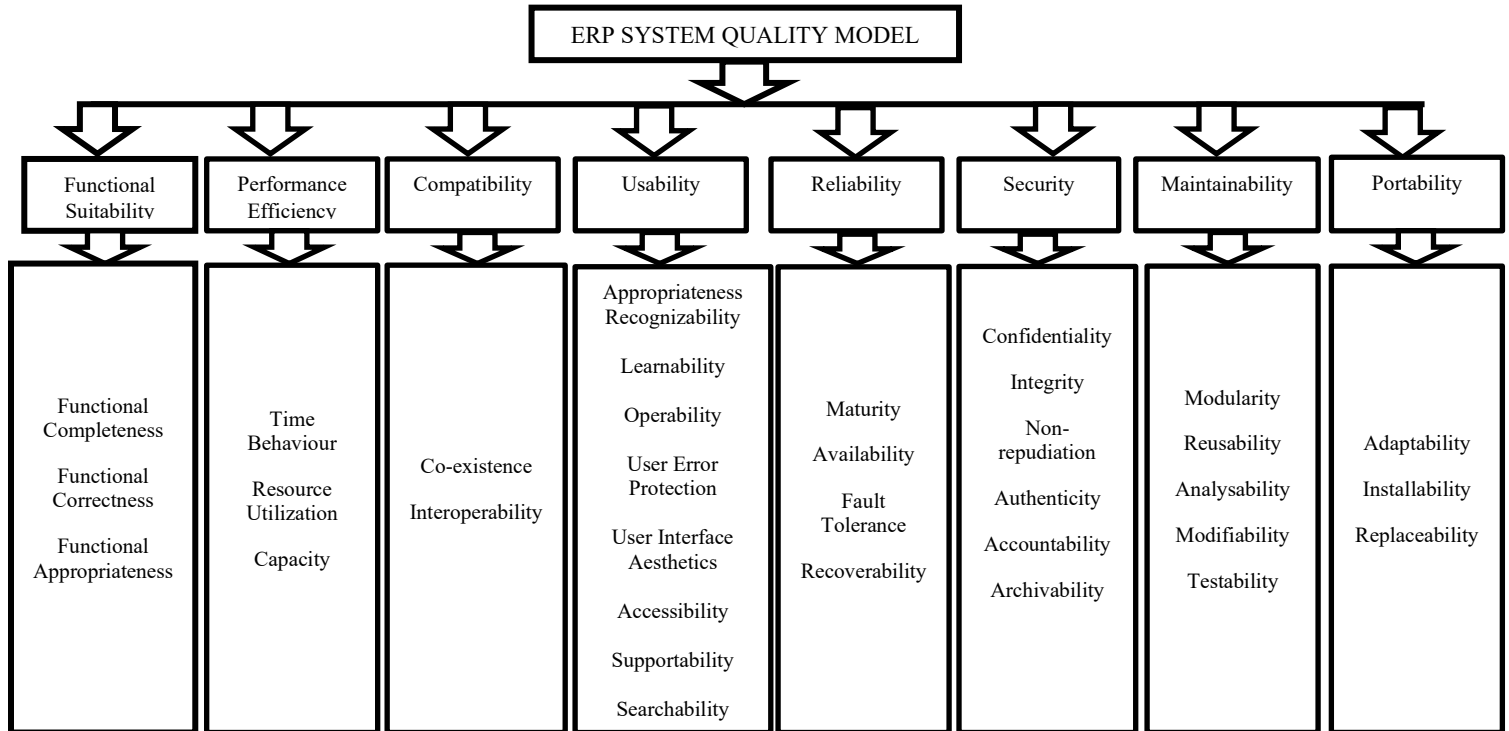 ERP SYSTEM QUALITY MODEL
Functional
Suitability
Performance
Efficiency
Compatibility
Usability
Reliability
Security
Maintainability
Portability
Functional
Completeness
Functional
Correctness
Functional
Appropriateness
Time
Behaviour
Resource
Utilization
Capacity
Co-existence
Interoperability
Appropriateness
Recognizability
Learnability
Operability
User Error
Protection
User Interface
Aesthetics
Accessibility
Supportability
Searchability
Maturity
Availability
Fault
Tolerance
Recoverability
Confidentiality
Integrity
Non-
repudiation
Authenticity
Accountability
Archivability
Modularity
Reusability
Analysability
Modifiability
Testability
Adaptability
Installability
Replaceability